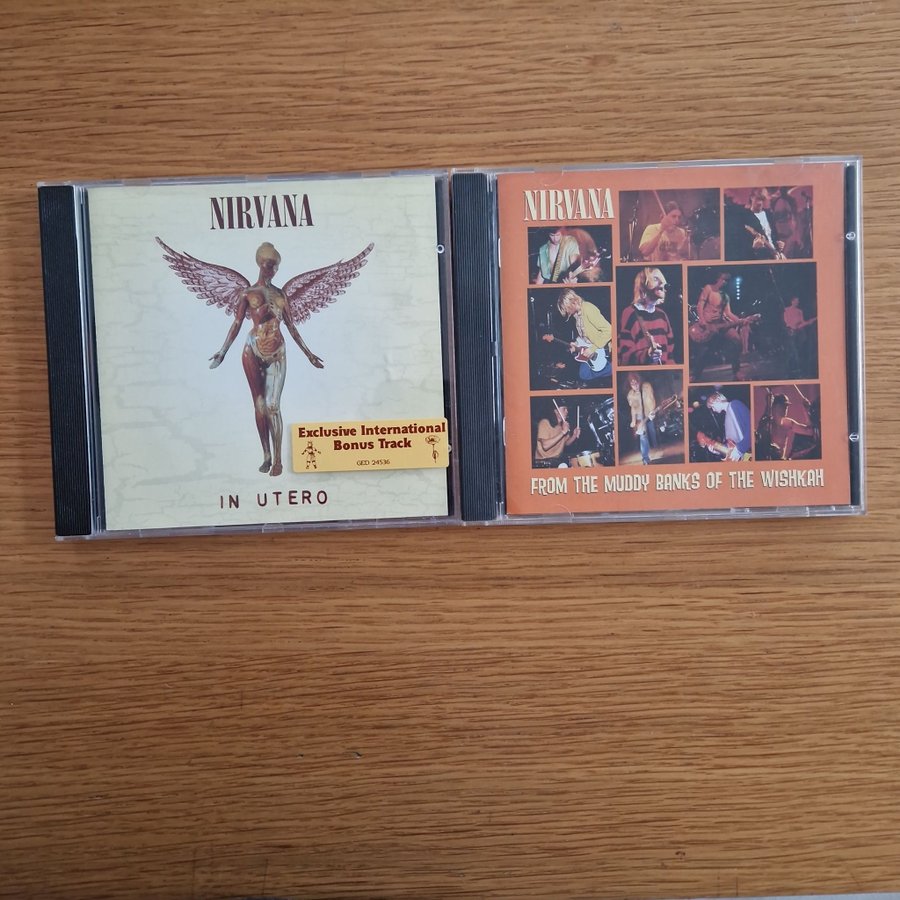 NIRVANA
Exclusive International
Bonus Track
GED 24536
IN UTERO
NIRVANA
FROM THE MUDDY BANKS OF THE WISHKAH